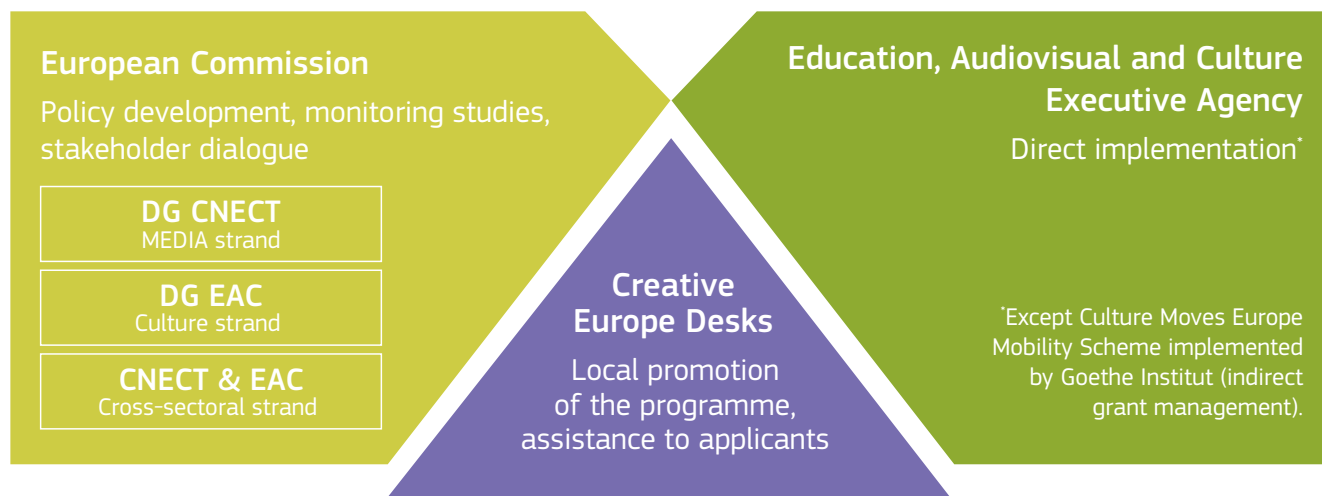 European Commission
Policy development, monitoring studies,
stakeholder dialogue
DG CNECT
MEDIA strand
DG EAC
Culture strand
CNECT & EAC
Cross-sectoral strand
Creative
Europe Desks
Local promotion
of the programme,
assistance to applicants
Education, Audiovisual and Culture
Executive Agency
Direct implementation*
*Except Culture Moves Europe
Mobility Scheme implemented
by Goethe Institut (indirect
grant management).